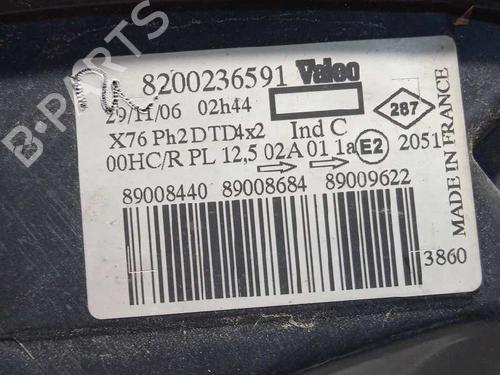 B-PARTS
8200236591 Valeo
29/11/06 02h44
287
X76 Ph2 DTD4x2 Ind C
00HC/R PL 12,5 02A 01 1a E2 2051
MADE IN FRANCE
89008440 89008684 89009622
3860